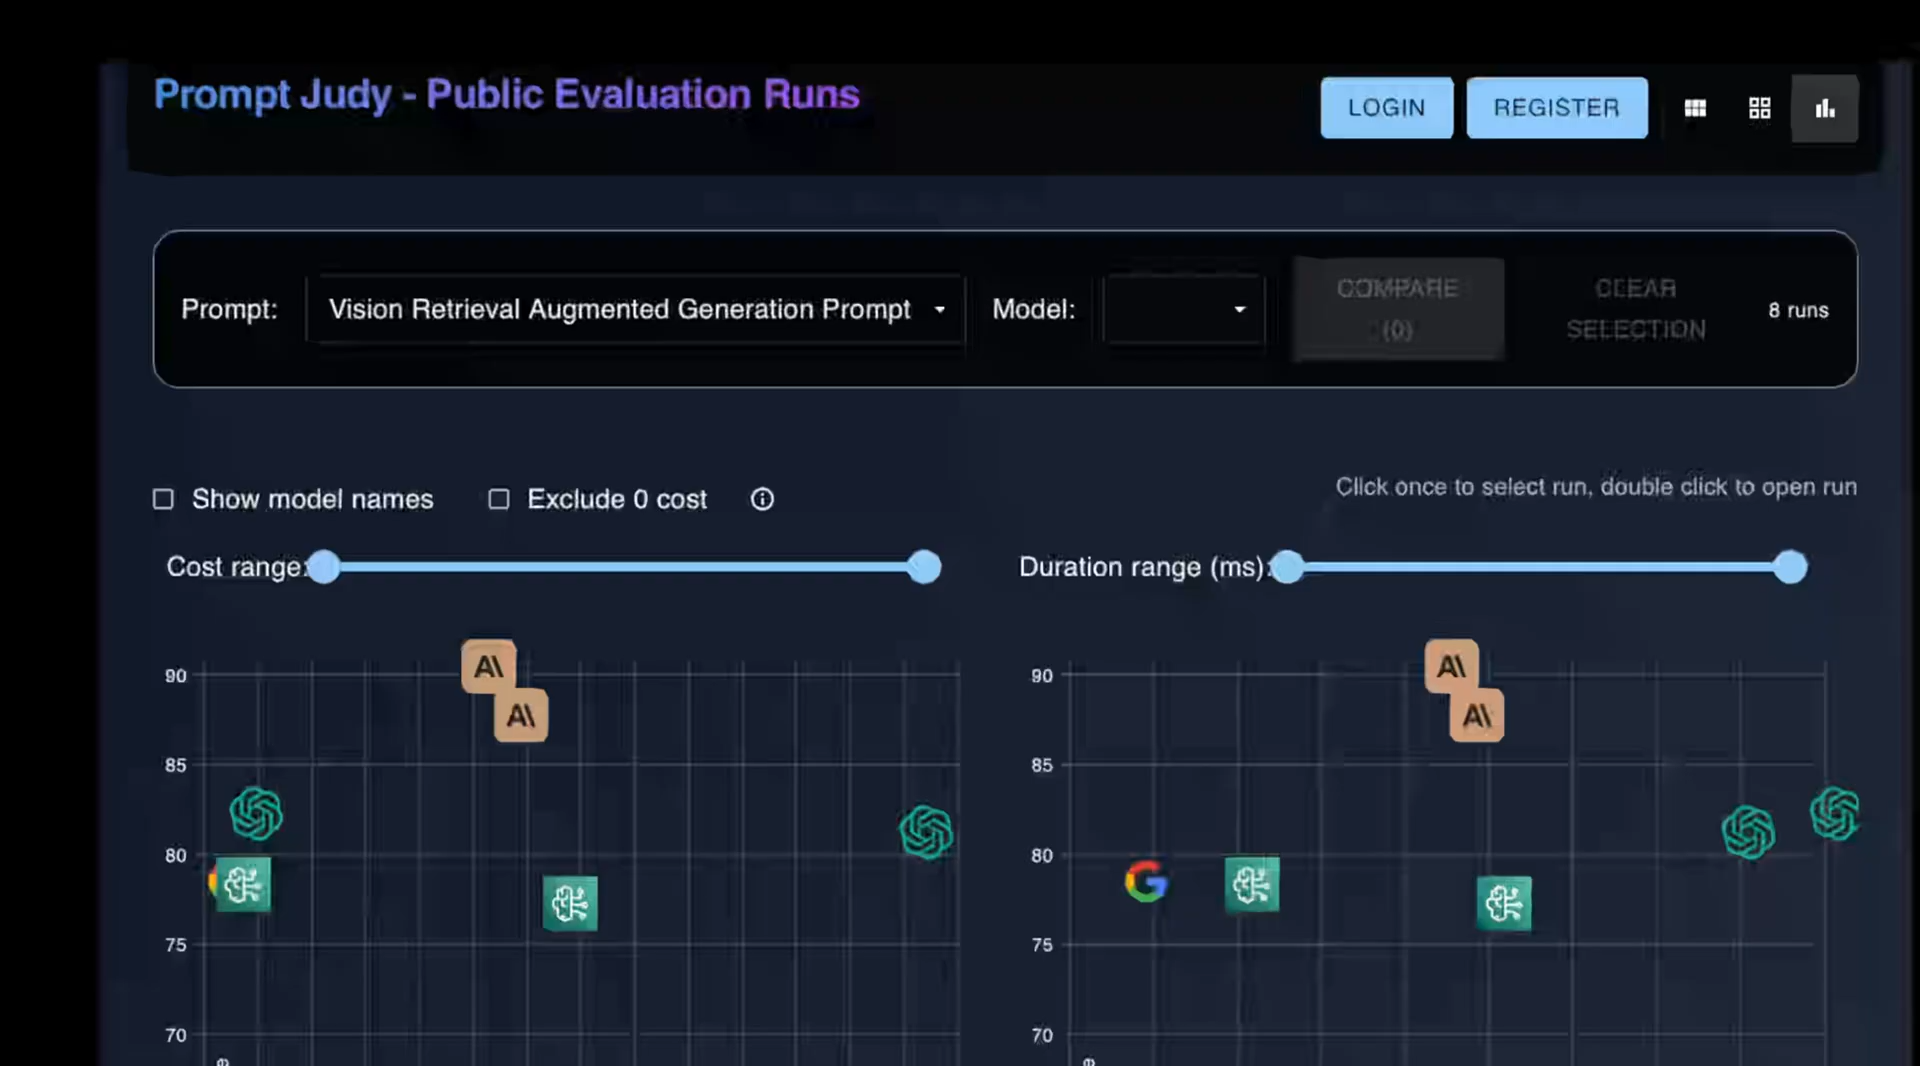 Prompt Judy - Public Evaluation Runs
LOGIN
REGISTER
Prompt:
Vision Retrieval Augmented Generation Prompt
Model:
COMPARE
(0)
CLEAR
SELECTION
8 runs
Show model names
Exclude 0 cost
Click once to select run, double click to open run
Cost range:
Duration range (ms):
90
85
80
75
70
90
85
80
75
70